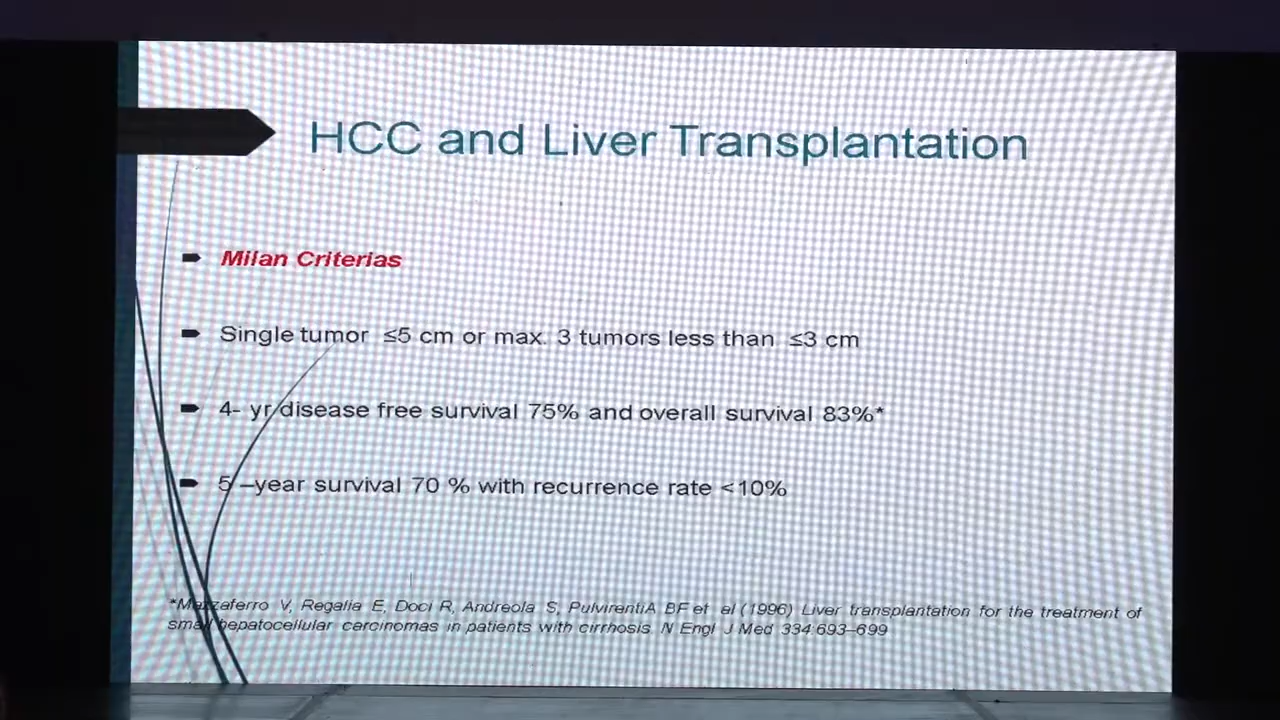 HCC and Liver Transplantation
Milan Criterias
Single tumor ≤5 cm or max. 3 tumors less than ≤3 cm
4- yr disease free survival 75% and overall survival 83%*
5 –year survival 70 % with recurrence rate <10%
*Mazzaferro V, Regalia E, Doci R, Andreola S, PulvirentiA BF et al (1996) Liver transplantation for the treatment of
small hepatocellular carcinomas in patients with cirrhosis. N Engl J Med 334:693–699